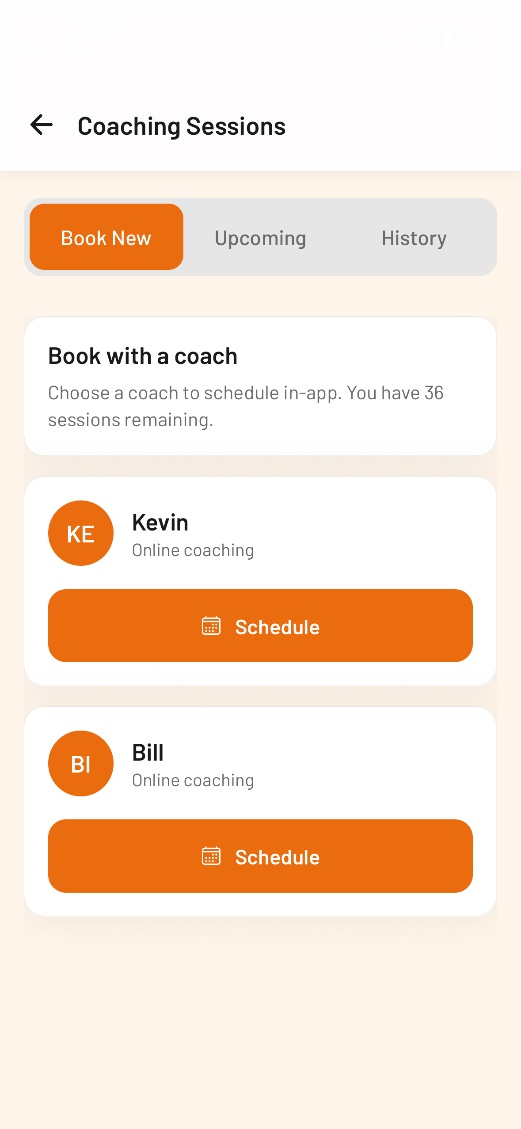 Coaching Sessions
Book New
Upcoming
History
Book with a coach
Choose a coach to schedule in-app. You have 36
sessions remaining.
KE
Kevin
Online coaching
Schedule
BI
Bill
Online coaching
Schedule